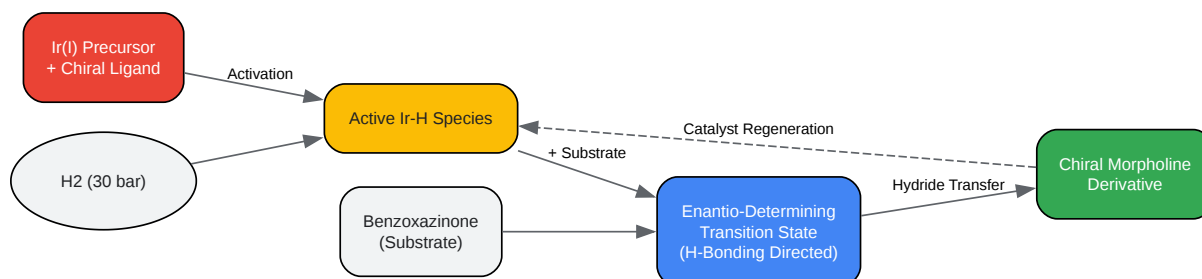 Ir(I) Precursor
+ Chiral Ligand
Activation
H2 (30 bar)
Active Ir-H Species
+ Substrate
Benzoxazinone
(Substrate)
Catalyst Regeneration
Enantio-Determining
Transition State
(H-Bonding Directed)
Hydride Transfer
Chiral Morpholine
Derivative